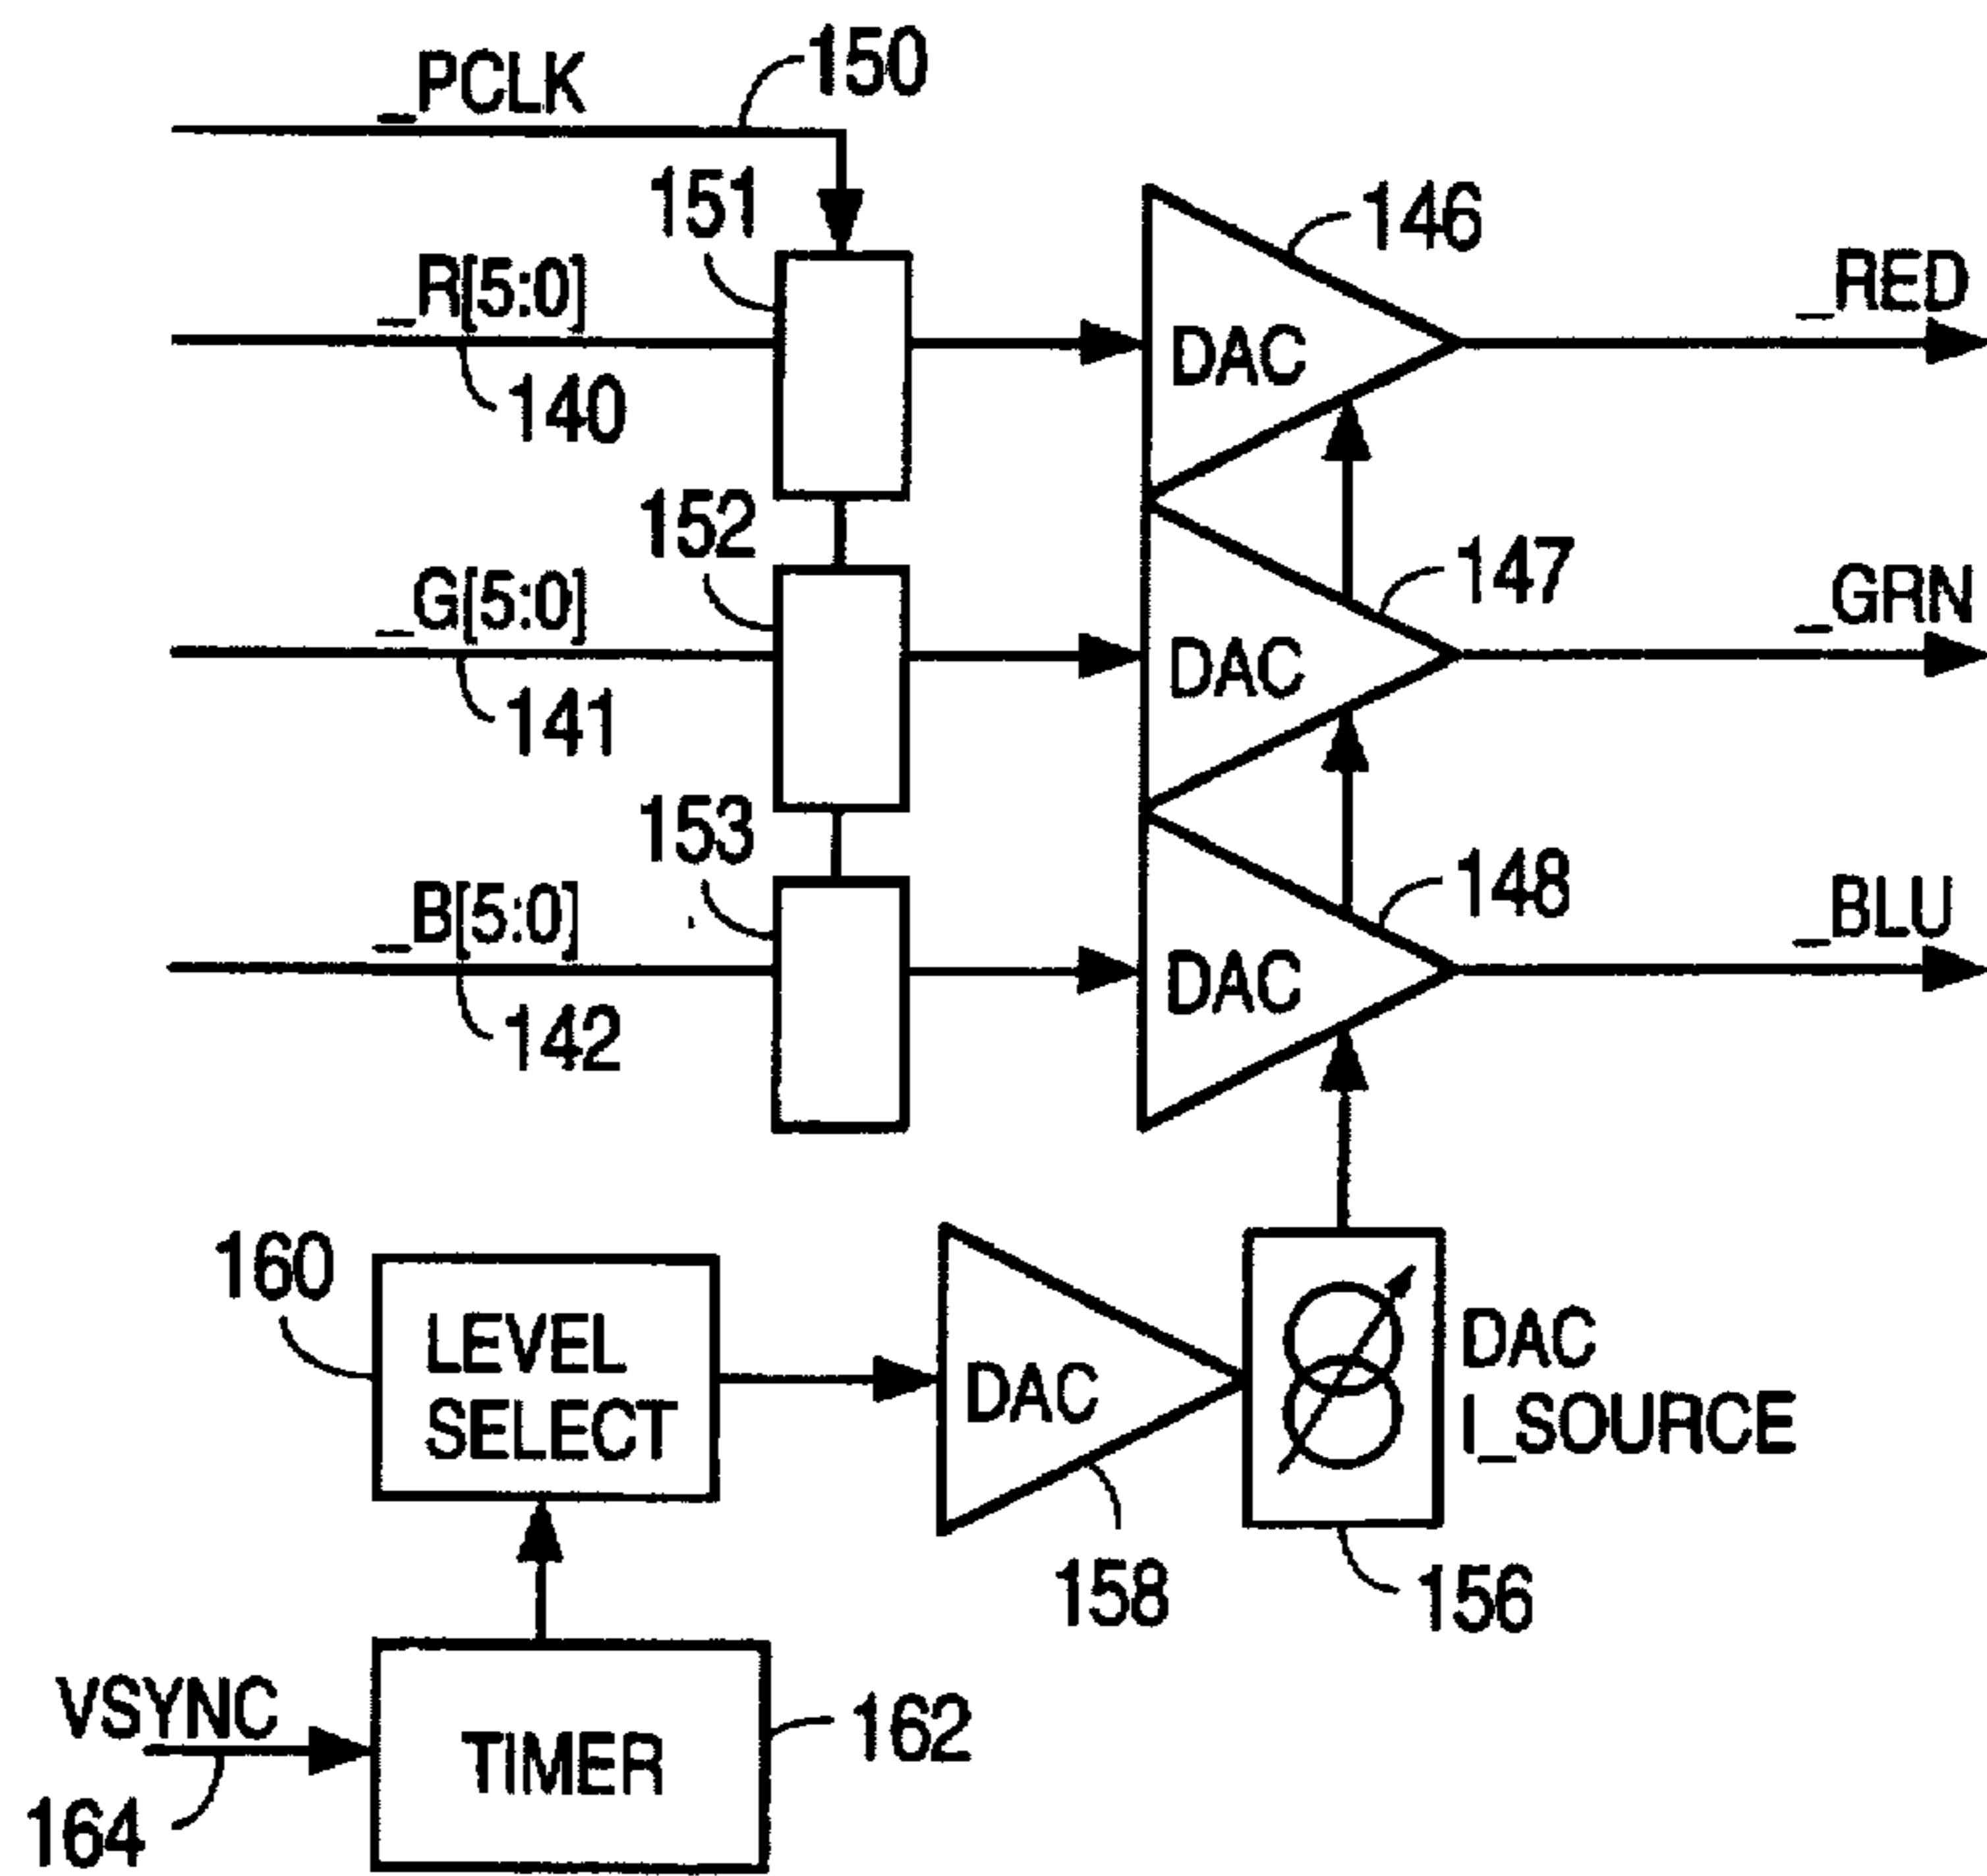 _PCLK
150
151
146
_R[5:0]
_RED
DAC
140
152
147
_G[5:0]
_GRN
DAC
141
153
148
_B[5:0]
_BLU
DAC
142
160
LEVEL
SELECT
DAC
DAC
I_SOURCE
158
156
VSYNC
162
TIMER
164